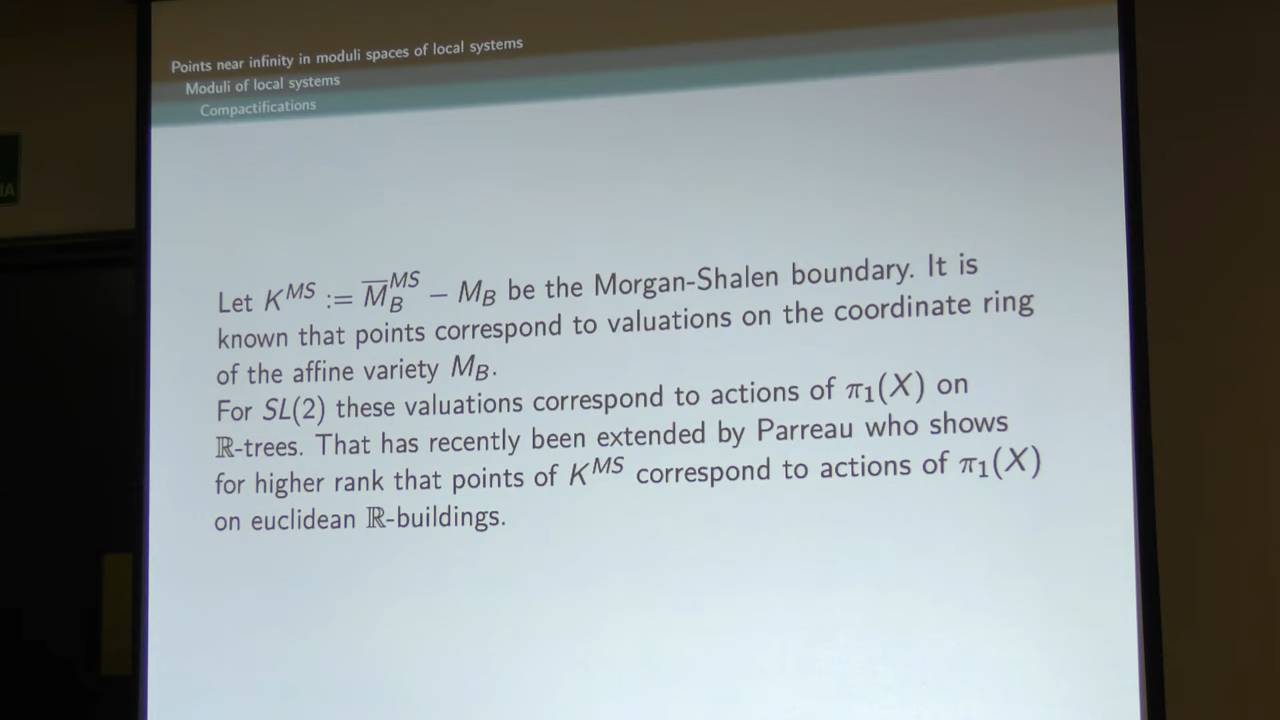 Points near infinity in moduli spaces of local systems
Moduli of local systems
Compactifications
IA
Let K^{MS} := \overline{M}_B^{MS} − M_B be the Morgan-Shalen boundary. It is
known that points correspond to valuations on the coordinate ring
of the affine variety M_B.
For SL(2) these valuations correspond to actions of π₁(X) on
ℝ-trees. That has recently been extended by Parreau who shows
for higher rank that points of K^{MS} correspond to actions of π₁(X)
on euclidean ℝ-buildings.